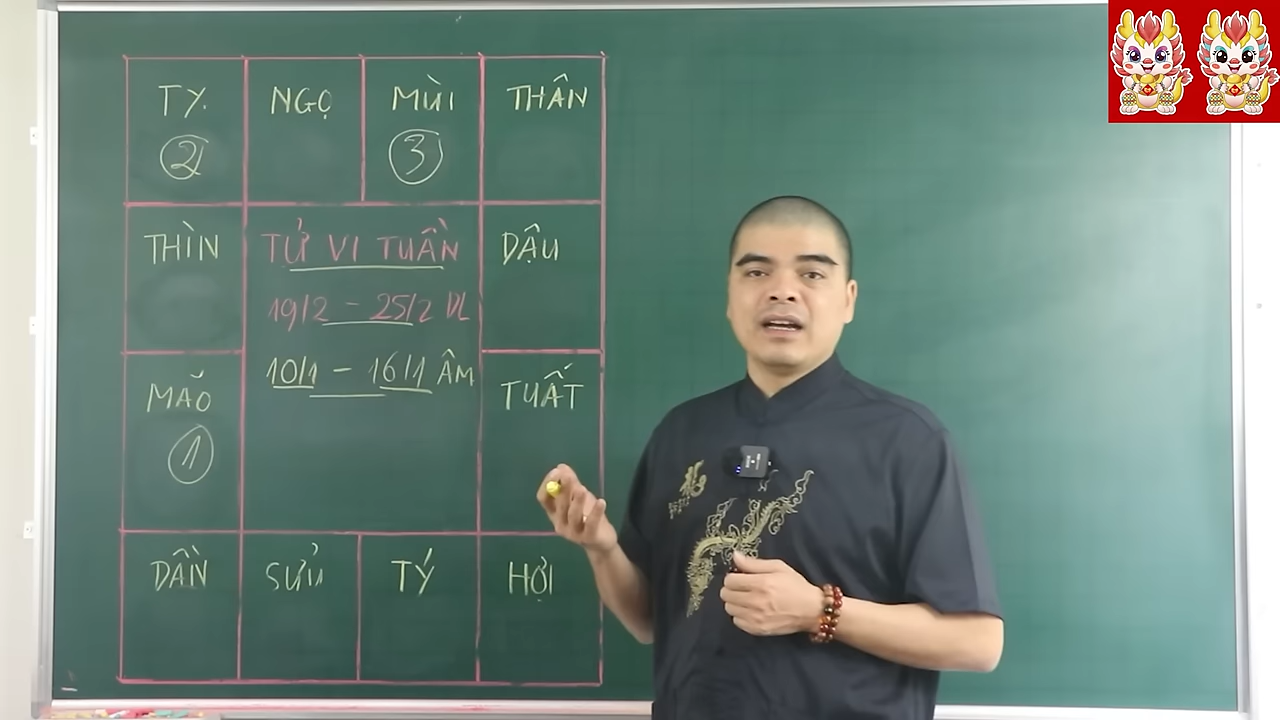 TỴ
NGỌ
MÙI
THÂN
②
③
THÌN
TỬ VI TUẦN
DẬU
19/2 - 25/2 DL
10/1 - 16/1 ÂM
MÃO
TUẤT
①
DẦN
SỬU
TÝ
HỢI